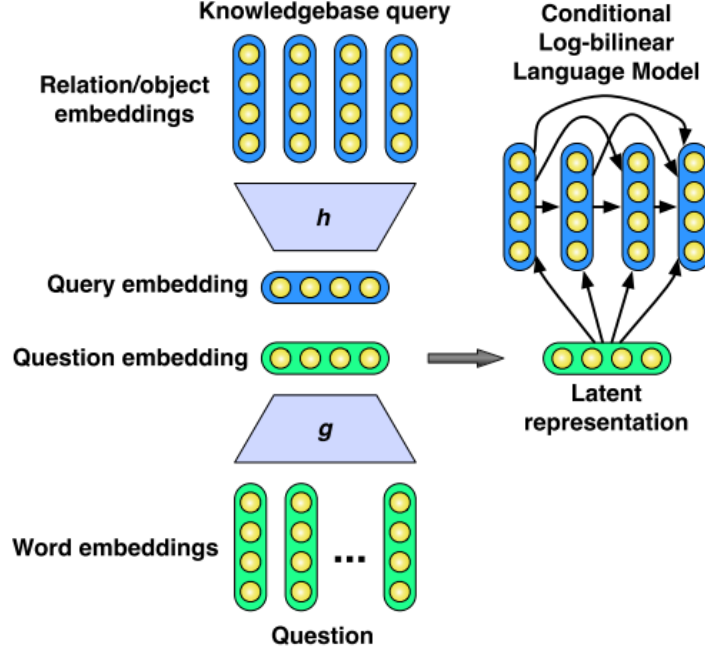 Knowledgebase query
Relation/object
embeddings
h
Query embedding
Question embedding
g
Word embeddings
...
Question
Conditional
Log-bilinear
Language Model
Latent
representation